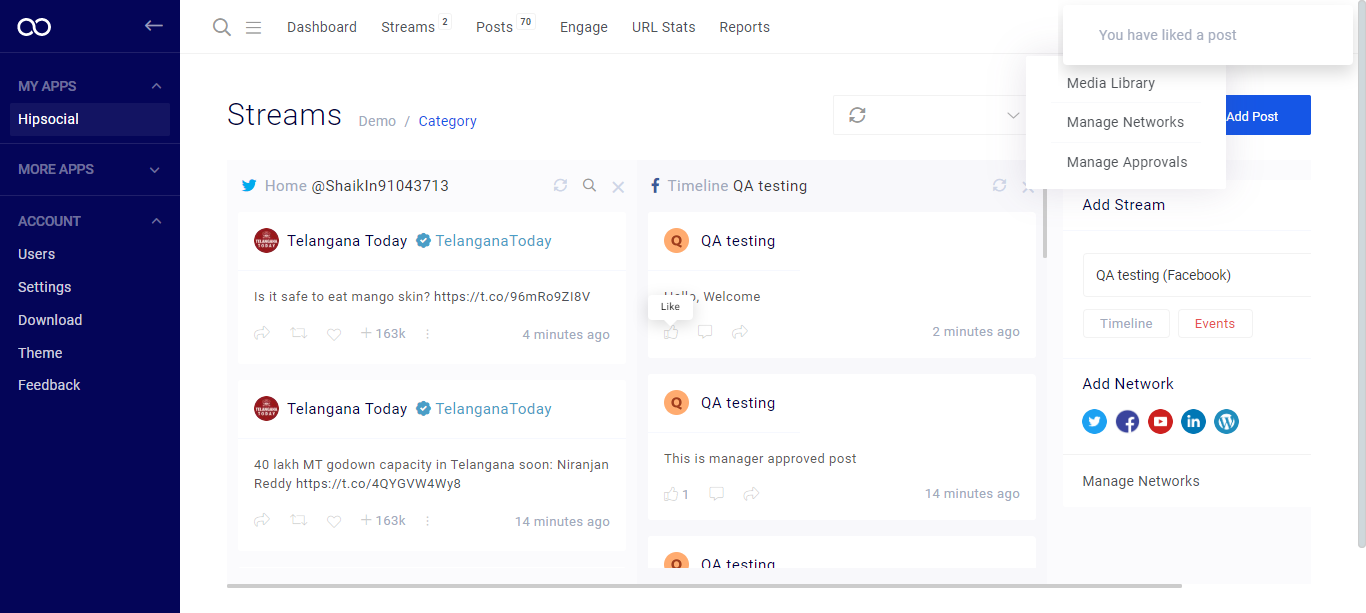 Dashboard
Streams 2
Posts 70
Engage
URL Stats
Reports
You have liked a post
MY APPS
Hipsocial
MORE APPS
ACCOUNT
Users
Settings
Download
Theme
Feedback
Streams
Demo / Category
Media Library
Manage Networks
Manage Approvals
Add Post
Home @ShaikIn91043713
TELANGANA TODAY
Telangana Today TelanganaToday
Is it safe to eat mango skin? https://t.co/96mRo9ZI8V
163k
4 minutes ago
TELANGANA TODAY
Telangana Today TelanganaToday
40 lakh MT godown capacity in Telangana soon: Niranjan
Reddy https://t.co/4QYGVW4Wy8
163k
14 minutes ago
Timeline QA testing
Q QA testing
Hello, Welcome
Like
2 minutes ago
Q QA testing
This is manager approved post
1
14 minutes ago
Q QA testing
Add Stream
QA testing (Facebook)
Timeline
Events
Add Network
Manage Networks